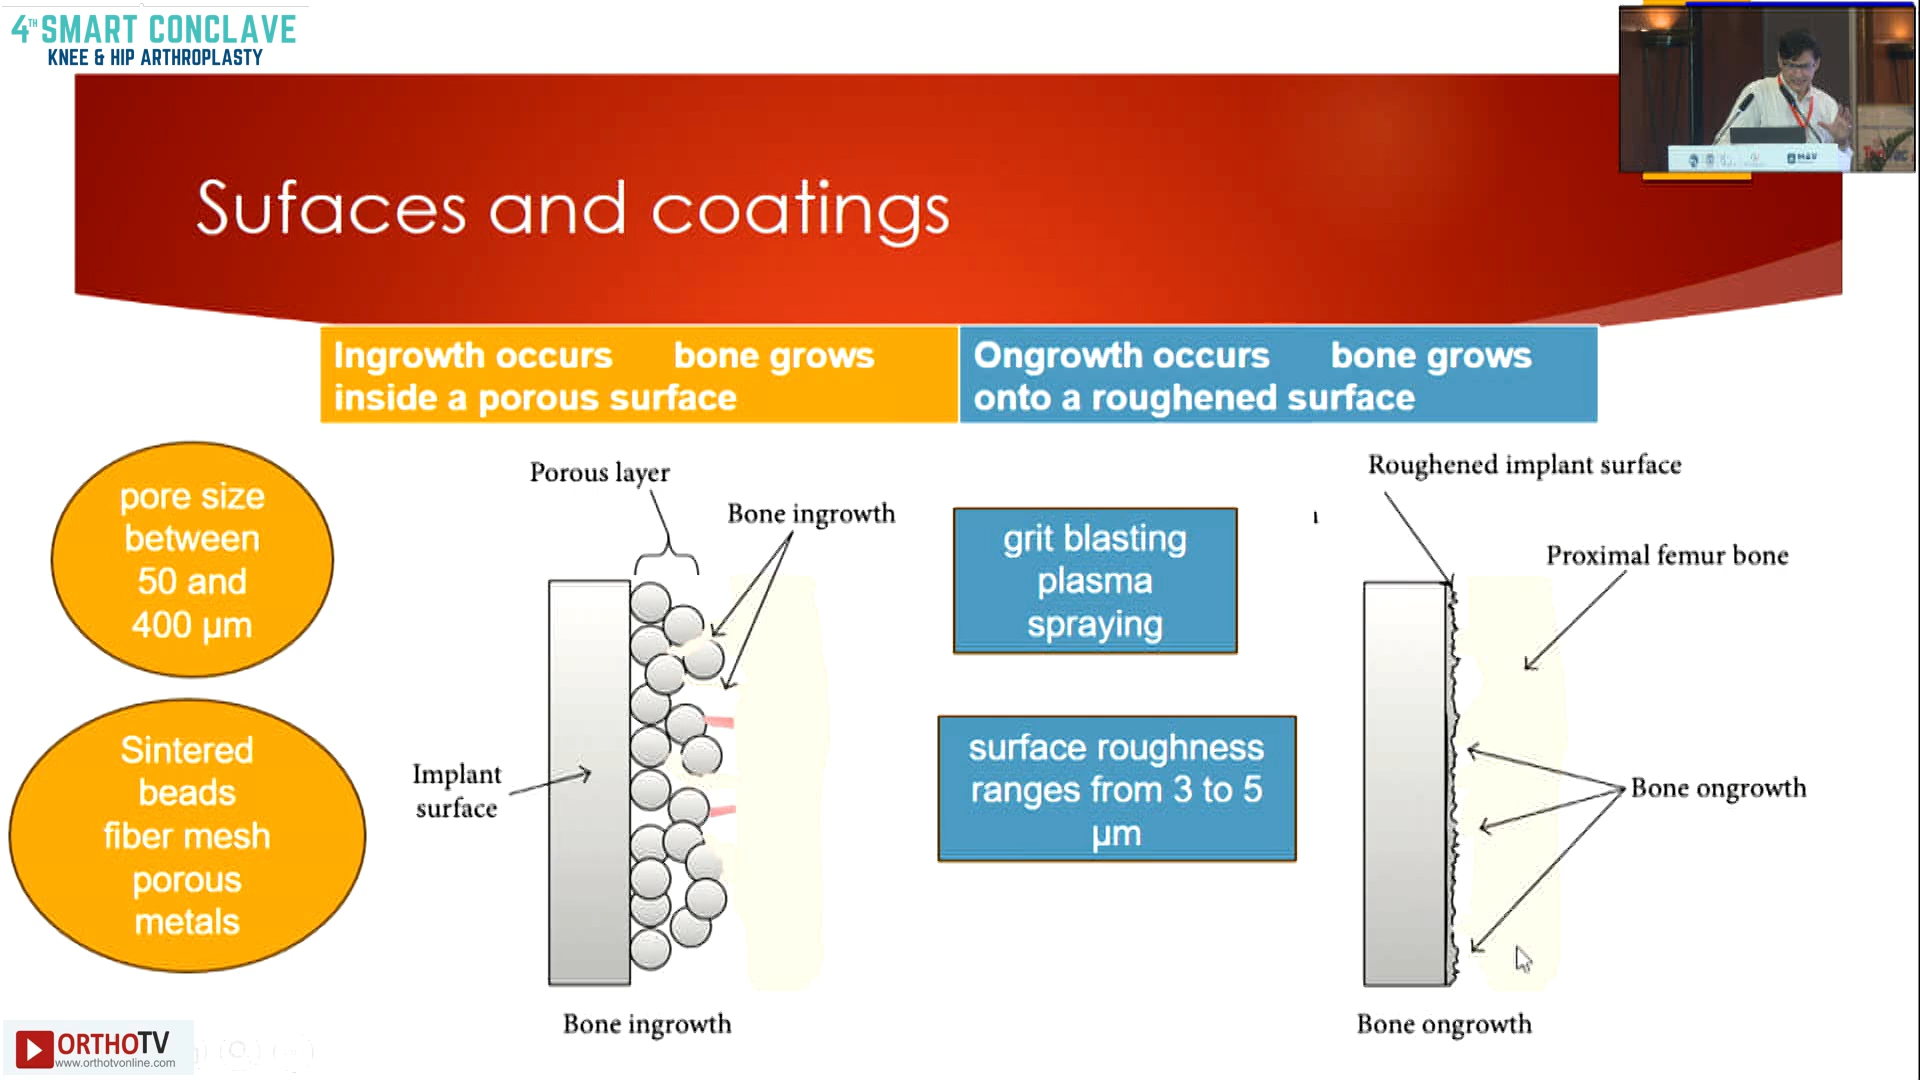 4TH SMART CONCLAVE
KNEE & HIP ARTHROPLASTY
Sufaces and coatings
Ingrowth occurs bone grows
inside a porous surface
Ongrowth occurs bone grows
onto a roughened surface
pore size
between
50 and
400 µm
Sintered
beads
fiber mesh
porous
metals
Porous layer
Bone ingrowth
Implant
surface
Bone ingrowth
grit blasting
plasma
spraying
surface roughness
ranges from 3 to 5
µm
Roughened implant surface
Proximal femur bone
Bone ongrowth
Bone ongrowth
ORTHOTV
www.orthotvonline.com